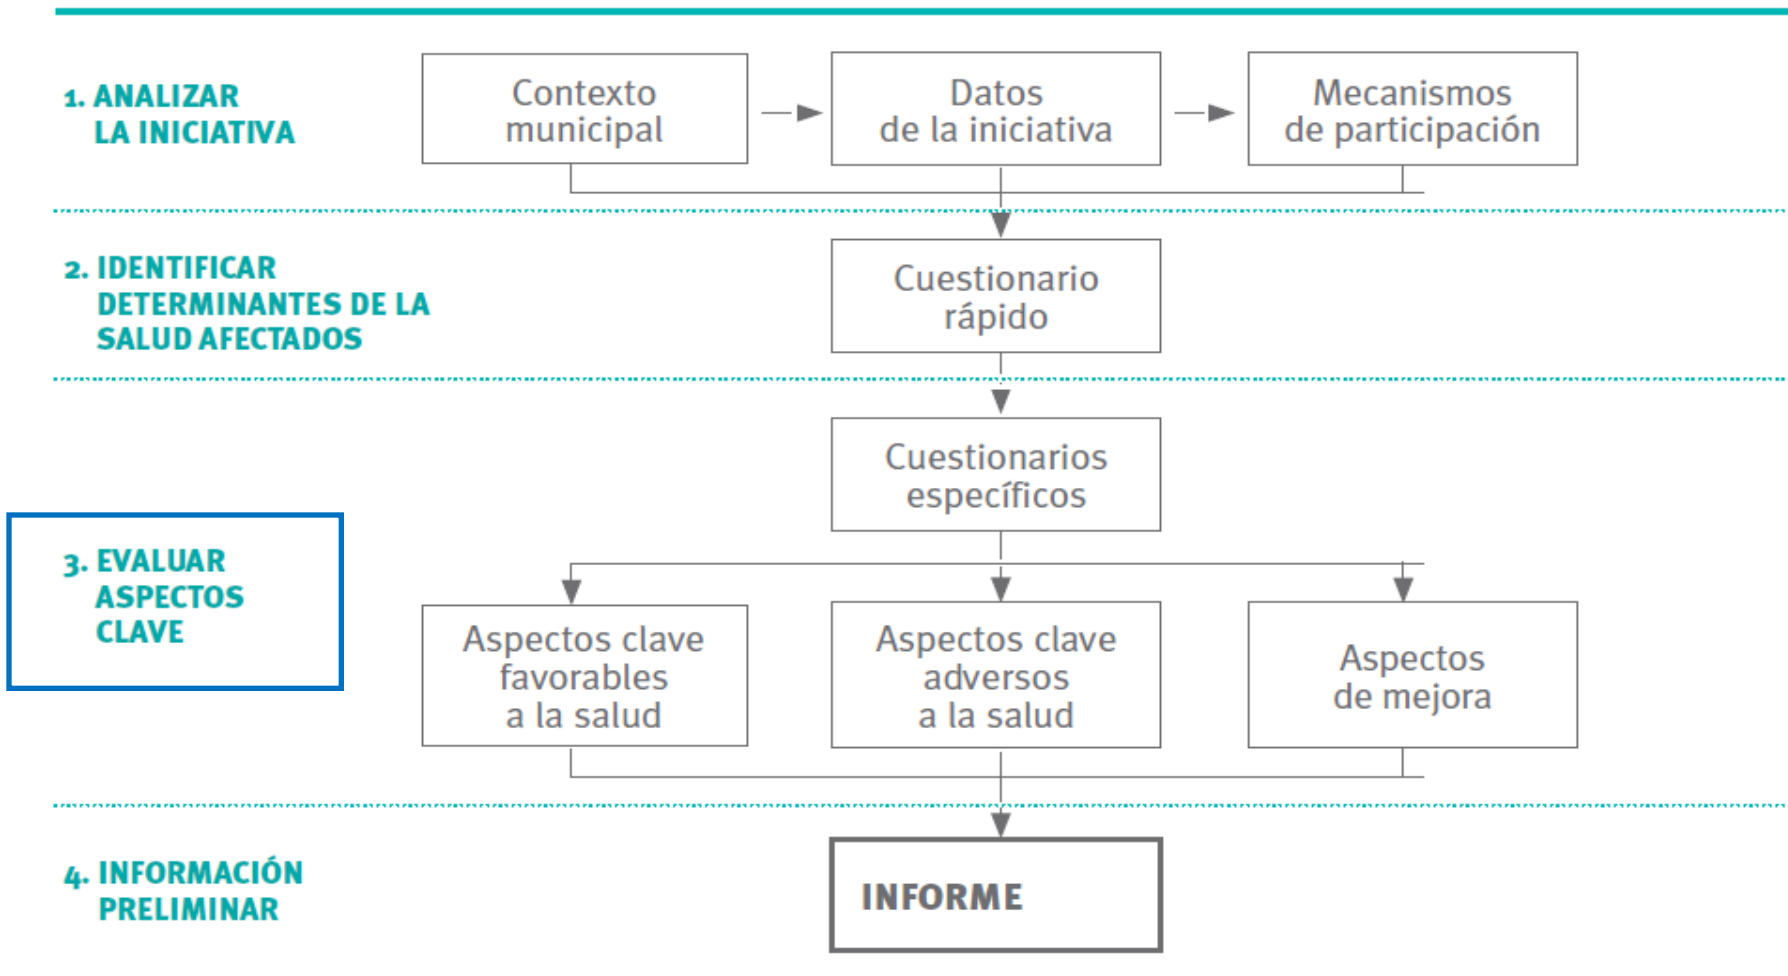 1. ANALIZAR
LA INICIATIVA
Contexto
municipal
Datos
de la iniciativa
Mecanismos
de participación
2. IDENTIFICAR
DETERMINANTES DE LA
SALUD AFECTADOS
Cuestionario
rápido
Cuestionarios
específicos
3. EVALUAR
ASPECTOS
CLAVE
Aspectos clave
favorables
a la salud
Aspectos clave
adversos
a la salud
Aspectos
de mejora
4. INFORMACIÓN
PRELIMINAR
INFORME